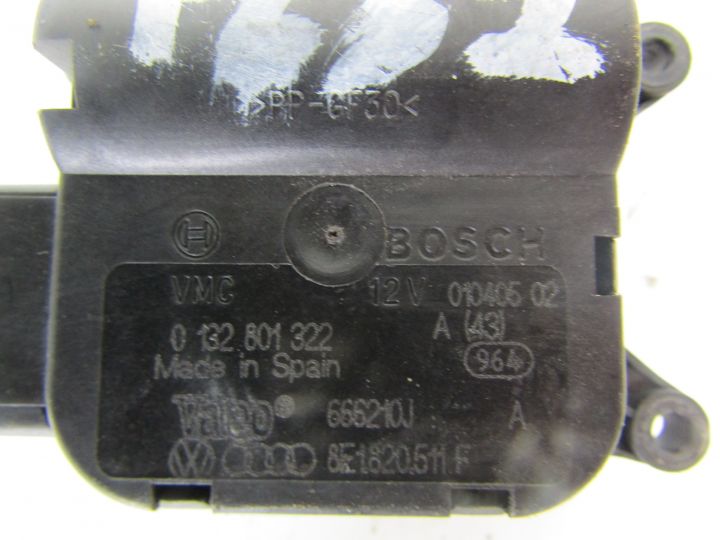 >PP-GF30<
BOSCH
VMC 12V 010405 02
0 132 801 322 A (43)
Made in Spain 964
Valeo® 666210J A
8E1.820.511 F